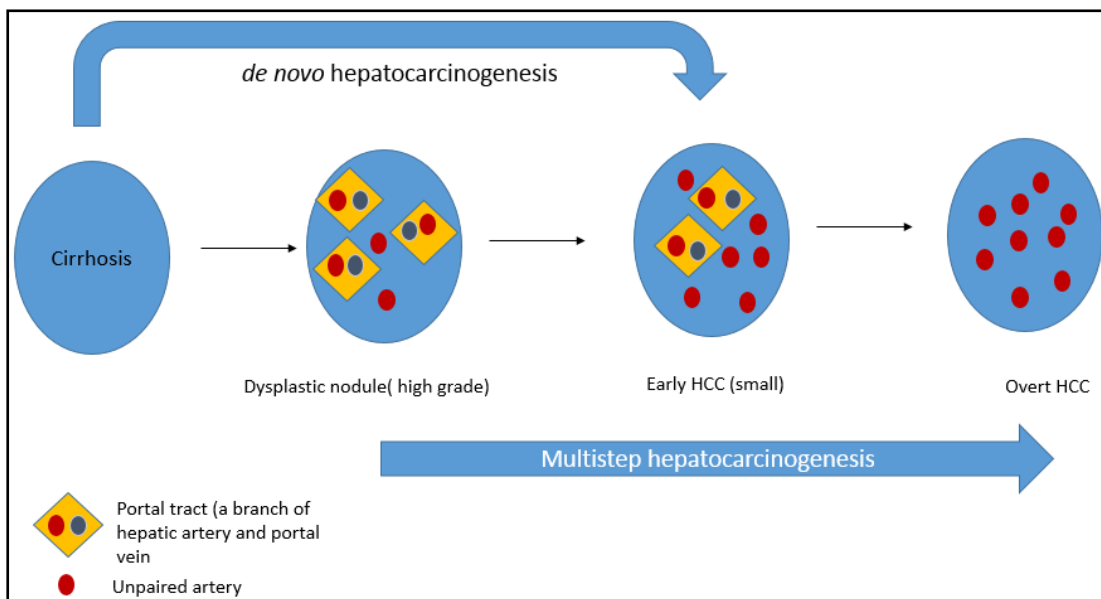 de novo hepatocarcinogenesis
Cirrhosis
Dysplastic nodule( high grade)
Early HCC (small)
Overt HCC
Multistep hepatocarcinogenesis
Portal tract (a branch of
hepatic artery and portal
vein
Unpaired artery